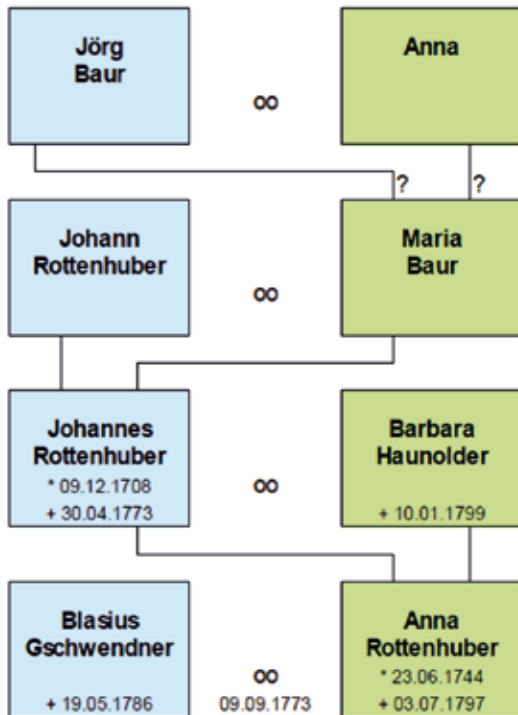 Jörg
Baur
∞
Anna
?
?
Johann
Rottenhuber
∞
Maria
Baur
Johannes
Rottenhuber
* 09.12.1708
+ 30.04.1773
∞
Barbara
Haunolder
+ 10.01.1799
Blasius
Gschwendner
+ 19.05.1786
∞
09.09.1773
Anna
Rottenhuber
* 23.06.1744
+ 03.07.1797